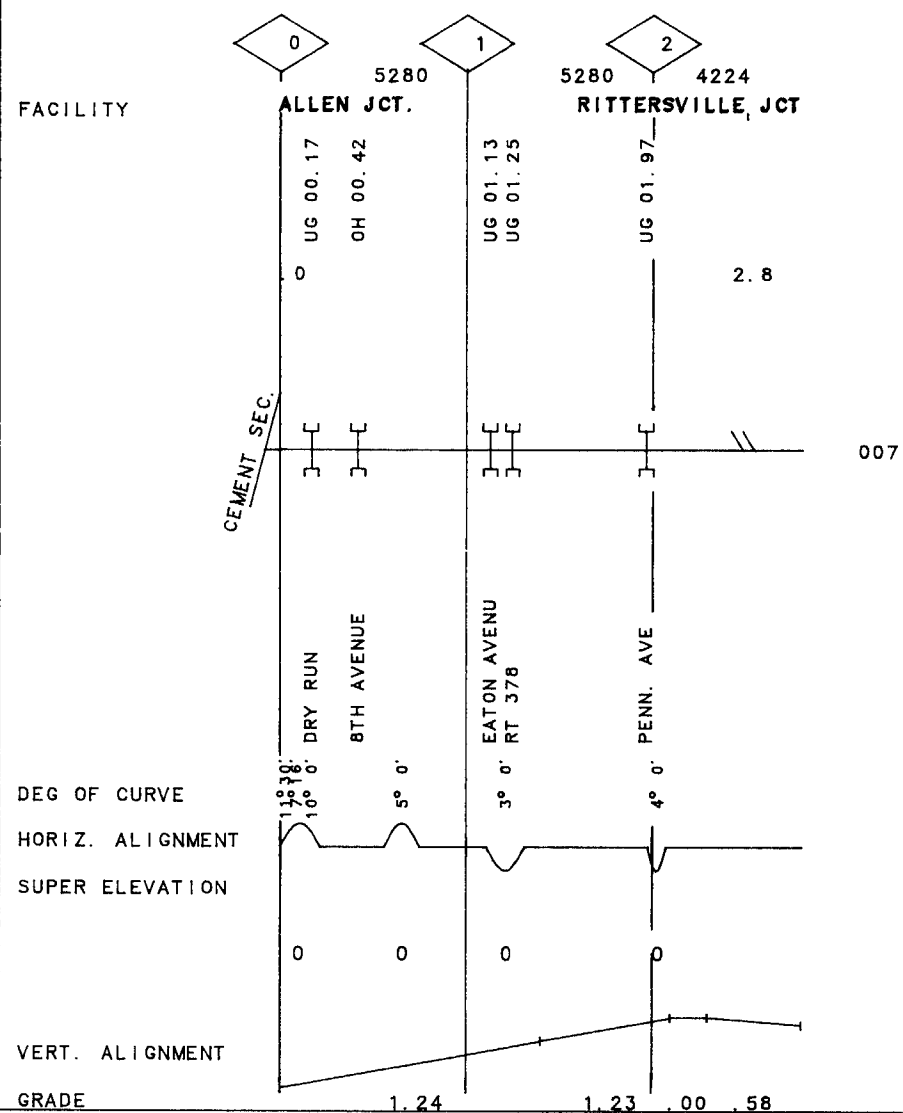 0 1 2
5280 5280 4224
FACILITY ALLEN JCT. RITTERSVILLE, JCT
UG 00.17
OH 00.42
UG 01.13
UG 01.25
UG 01.97
0 2.8
CEMENT SEC.
007
DRY RUN
8TH AVENUE
EATON AVENU
RT 378
PENN. AVE
DEG OF CURVE 11°30' 10° 0' 5° 0' 3° 0' 4° 0'
HORIZ. ALIGNMENT
SUPER ELEVATION
0 0 0 0
VERT. ALIGNMENT
GRADE 1.24 1.23 .00 .58